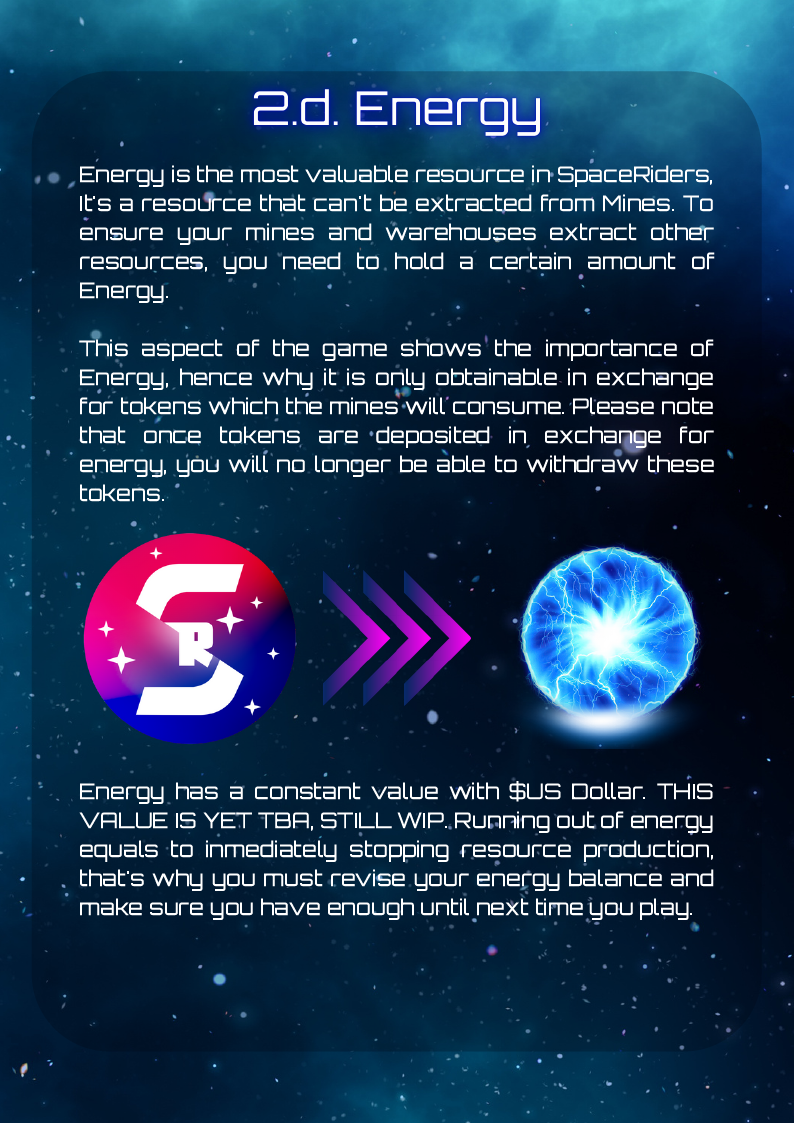 2.d. Energy
Energy is the most valuable resource in SpaceRiders,
It's a resource that can't be extracted from Mines. To
ensure your mines and warehouses extract other
resources, you need to hold a certain amount of
Energy.
This aspect of the game shows the importance of
Energy, hence why it is only obtainable in exchange
for tokens which the mines will consume. Please note
that once tokens are deposited in exchange for
energy, you will no longer be able to withdraw these
tokens.
S
R
Energy has a constant value with $US Dollar. THIS
VALUE IS YET TBA, STILL WIP. Running out of energy
equals to inmediately stopping resource production,
that's why you must revise your energy balance and
make sure you have enough until next time you play.